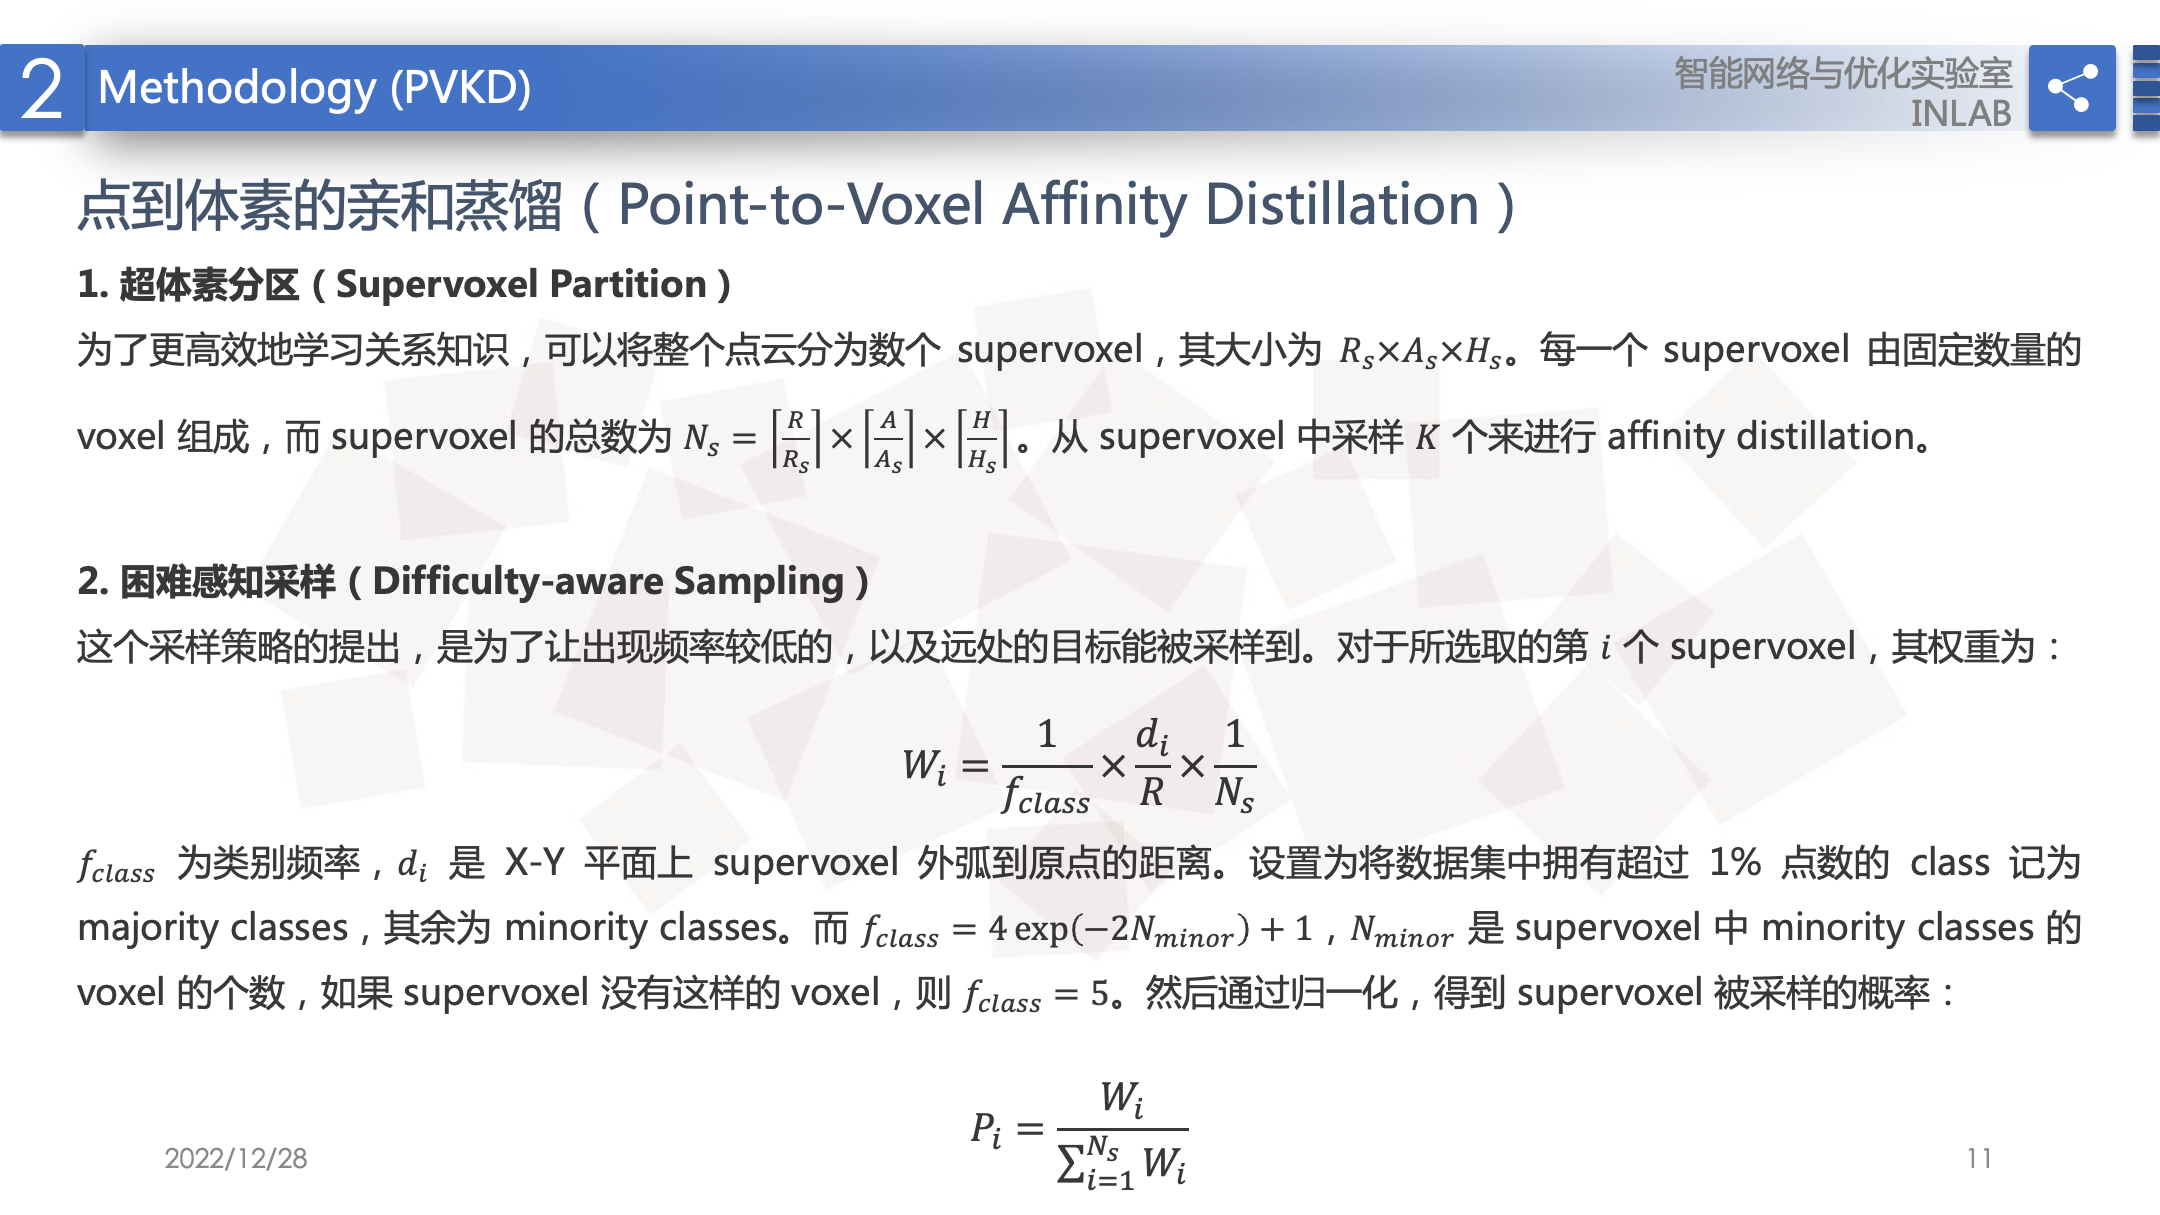 2 Methodology (PVKD)
智能网络与优化实验室
INLAB
点到体素的亲和蒸馏（Point-to-Voxel Affinity Distillation）
1. 超体素分区（Supervoxel Partition）
为了更高效地学习关系知识，可以将整个点云分为数个 supervoxel，其大小为 $R_s \times A_s \times H_s$。每一个 supervoxel 由固定数量的
voxel 组成，而 supervoxel 的总数为 $N_s = \left\lceil \frac{R}{R_s} \right\rceil \times \left\lceil \frac{A}{A_s} \right\rceil \times \left\lceil \frac{H}{H_s} \right\rceil$。从 supervoxel 中采样 $K$ 个来进行 affinity distillation。
2. 困难感知采样（Difficulty-aware Sampling）
这个采样策略的提出，是为了让出现频率较低的，以及远处的目标能被采样到。对于所选取的第 $i$ 个 supervoxel，其权重为：
$W_i = \frac{1}{f_{class}} \times \frac{d_i}{R} \times \frac{1}{N_s}$
$f_{class}$ 为类别频率，$d_i$ 是 X-Y 平面上 supervoxel 外弧到原点的距离。设置为将数据集中拥有超过 1% 点数的 class 记为
majority classes，其余为 minority classes。而 $f_{class} = 4\exp(-2N_{minor}) + 1$，$N_{minor}$ 是 supervoxel 中 minority classes 的
voxel 的个数，如果 supervoxel 没有这样的 voxel，则 $f_{class} = 5$。然后通过归一化，得到 supervoxel 被采样的概率：
$P_i = \frac{W_i}{\sum_{i=1}^{N_s} W_i}$
2022/12/28
11